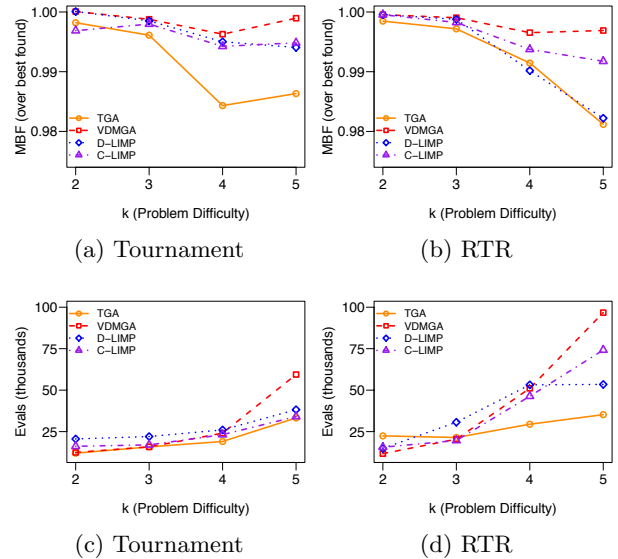 MBF (over best found)
1.00
0.99
0.98
TGA
VDMGA
D−LIMP
C−LIMP
2 3 4 5
k (Problem Difficulty)
(a) Tournament
MBF (over best found)
1.00
0.99
0.98
TGA
VDMGA
D−LIMP
C−LIMP
2 3 4 5
k (Problem Difficulty)
(b) RTR
Evals (thousands)
100
75
50
25
TGA
VDMGA
D−LIMP
C−LIMP
2 3 4 5
k (Problem Difficulty)
(c) Tournament
Evals (thousands)
100
75
50
25
TGA
VDMGA
D−LIMP
C−LIMP
2 3 4 5
k (Problem Difficulty)
(d) RTR